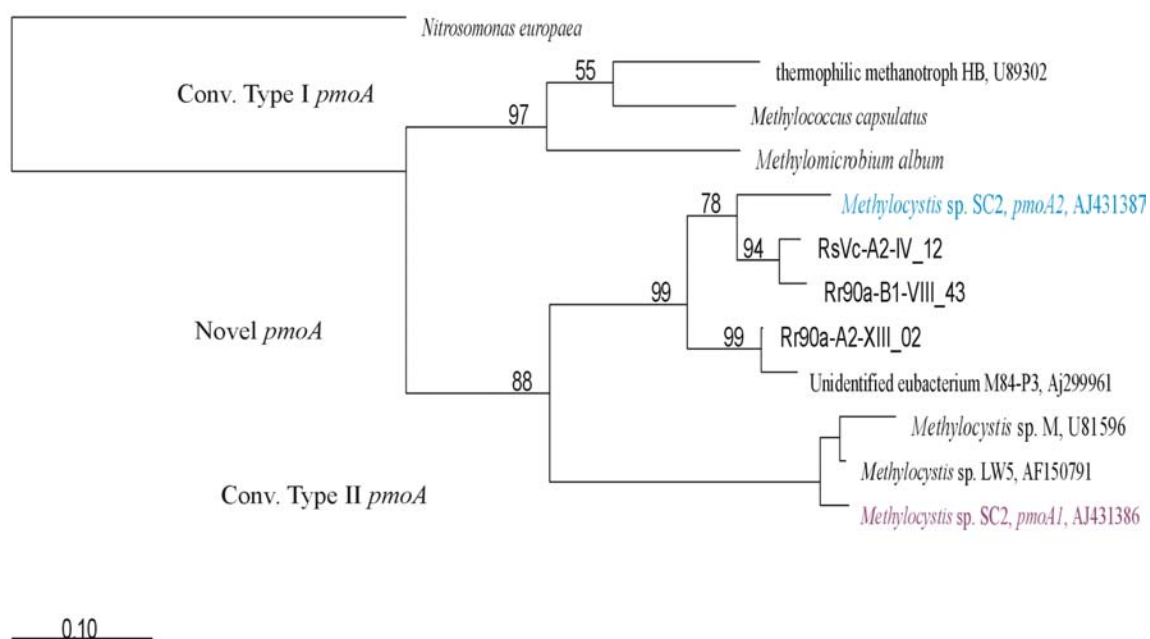 Nitrosomonas europaea
55
thermophilic methanotroph HB, U89302
Conv. Type I pmoA
97
Methylococcus capsulatus
Methylomicrobium album
78
Methylocystis sp. SC2, pmoA2, AJ431387
94
RsVc-A2-IV_12
99
Rr90a-B1-VIII_43
Novel pmoA
99
Rr90a-A2-XIII_02
88
Unidentified eubacterium M84-P3, Aj299961
Methylocystis sp. M, U81596
Methylocystis sp. LW5, AF150791
Conv. Type II pmoA
Methylocystis sp. SC2, pmoA1, AJ431386
0.10